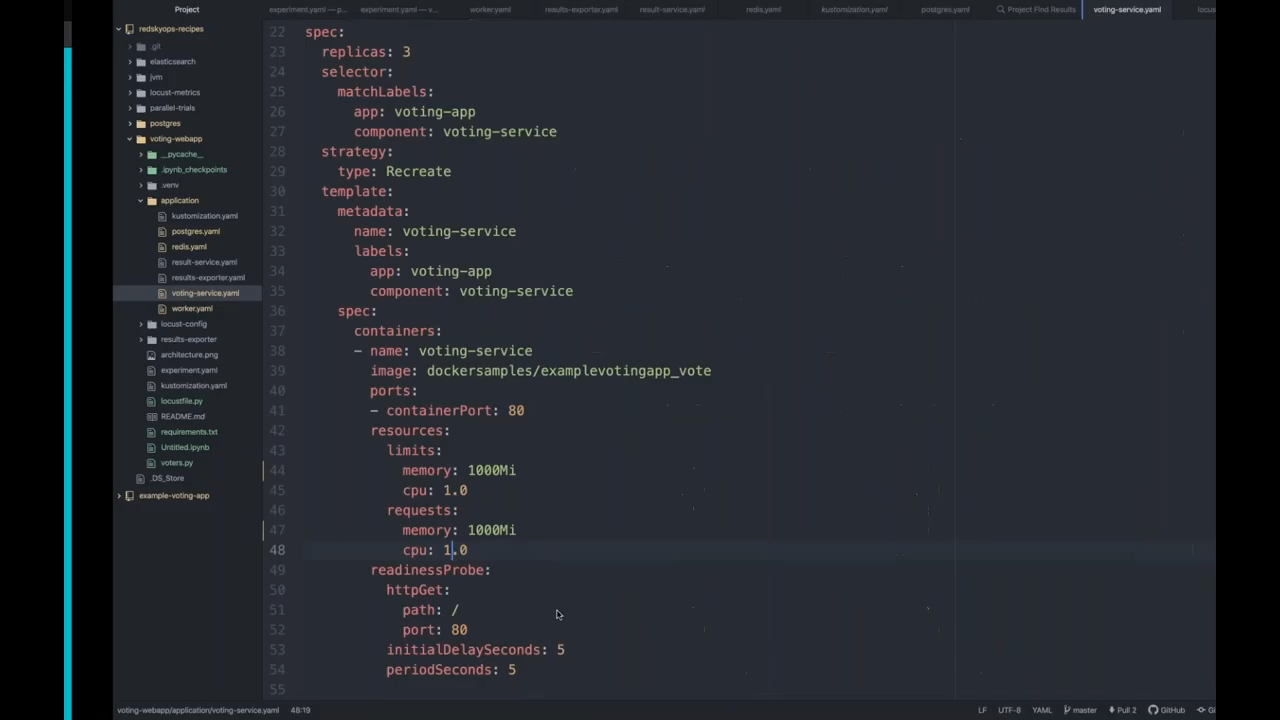 Project
experiment.yaml — p...
experiment.yaml — v...
worker.yaml
results-exporter.yaml
result-service.yaml
redis.yaml
kustomization.yaml
postgres.yaml
Project Find Results
voting-service.yaml
locus
redskyops-recipes
.git
elasticsearch
jvm
locust-metrics
parallel-trials
postgres
voting-webapp
__pycache__
.ipynb_checkpoints
.venv
application
kustomization.yaml
postgres.yaml
redis.yaml
result-service.yaml
results-exporter.yaml
voting-service.yaml
worker.yaml
locust-config
results-exporter
architecture.png
experiment.yaml
kustomization.yaml
locustfile.py
README.md
requirements.txt
Untitled.ipynb
voters.py
.DS_Store
example-voting-app
22 spec:
23 replicas: 3
24 selector:
25 matchLabels:
26 app: voting-app
27 component: voting-service
28 strategy:
29 type: Recreate
30 template:
31 metadata:
32 name: voting-service
33 labels:
34 app: voting-app
35 component: voting-service
36 spec:
37 containers:
38 - name: voting-service
39 image: dockersamples/examplevotingapp_vote
40 ports:
41 - containerPort: 80
42 resources:
43 limits:
44 memory: 1000Mi
45 cpu: 1.0
46 requests:
47 memory: 1000Mi
48 cpu: 1.0
49 readinessProbe:
50 httpGet:
51 path: /
52 port: 80
53 initialDelaySeconds: 5
54 periodSeconds: 5
55
voting-webapp/application/voting-service.yaml 48:19 LF UTF-8 YAML master Pull 2 GitHub Gi